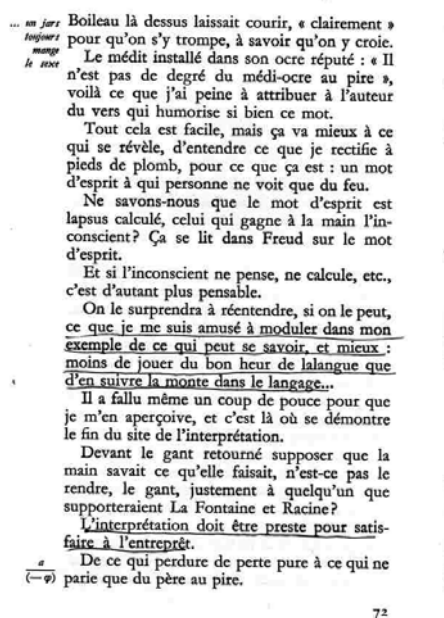 ... un jars
toujours
mange
le sexe
Boileau là dessus laissait courir, « clairement »
pour qu'on s'y trompe, à savoir qu'on y croie.
Le médit installé dans son ocre réputé : « Il
n'est pas de degré du médi-ocre au pire »,
voilà ce que j'ai peine à attribuer à l'auteur
du vers qui humorise si bien ce mot.
Tout cela est facile, mais ça va mieux à ce
qui se révèle, d'entendre ce que je rectifie à
pieds de plomb, pour ce que ça est : un mot
d'esprit à qui personne ne voit que du feu.
Ne savons-nous que le mot d'esprit est
lapsus calculé, celui qui gagne à la main l'in-
conscient? Ça se lit dans Freud sur le mot
d'esprit.
Et si l'inconscient ne pense, ne calcule, etc.,
c'est d'autant plus pensable.
On le surprendra à réentendre, si on le peut,
ce que je me suis amusé à moduler dans mon
exemple de ce qui peut se savoir, et mieux :
moins de jouer du bon heur de lalangue que
d'en suivre la monte dans le langage...
Il a fallu même un coup de pouce pour que
je m'en aperçoive, et c'est là où se démontre
le fin du site de l'interprétation.
Devant le gant retourné supposer que la
main savait ce qu'elle faisait, n'est-ce pas le
rendre, le gant, justement à quelqu'un que
supporteraient La Fontaine et Racine?
L'interprétation doit être preste pour satis-
faire à l'entreprêt.
De ce qui perdure de perte pure à ce qui ne
parie que du père au pire.
a
(—φ)
72